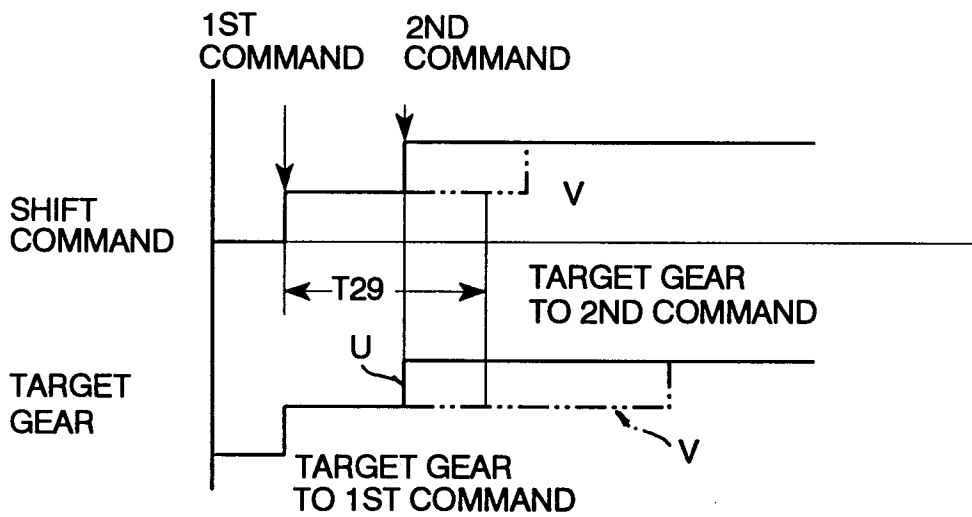 1ST
COMMAND
2ND
COMMAND
V
SHIFT
COMMAND
T29
TARGET GEAR
TO 2ND COMMAND
U
TARGET
GEAR
V
TARGET GEAR
TO 1ST COMMAND